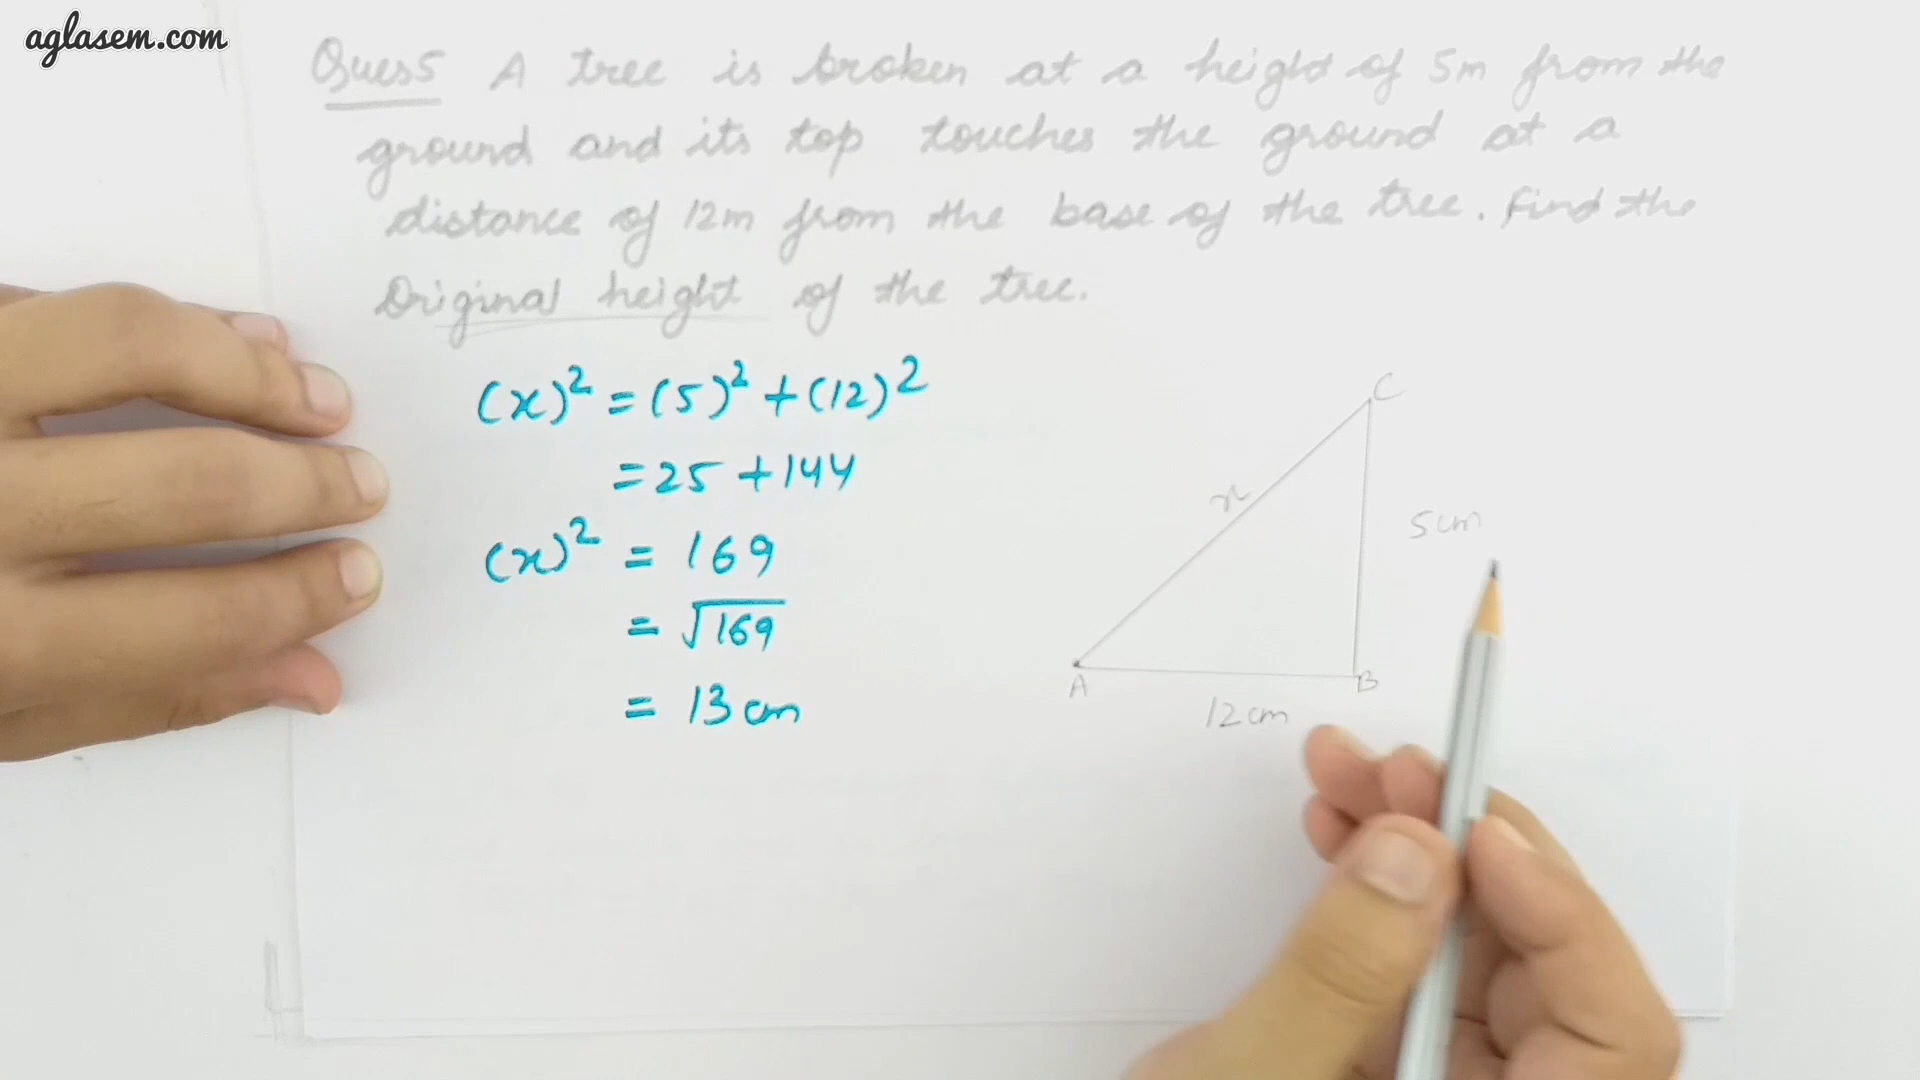 aglasem.com
Ques5 A tree is broken at a height of 5m from the
ground and its top touches the ground at a
distance of 12m from the base of the tree. Find the
Original height of the tree.
(x)² = (5)² + (12)²
= 25 + 144
(x)² = 169
= √169
= 13 cm
C
x
5cm
A
B
12cm